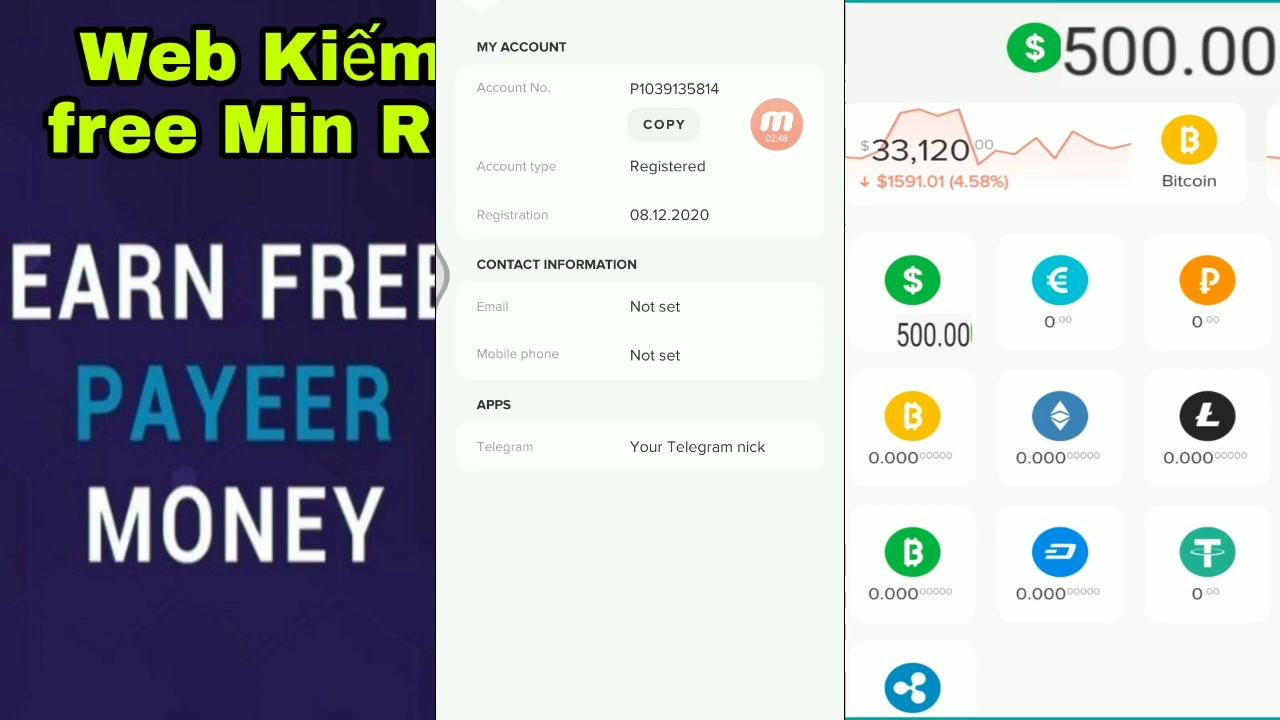 Web Kiếm
free Min R
EARN FREE
PAYEER
MONEY
MY ACCOUNT
Account No. P1039135814
COPY
02:48
Account type Registered
Registration 08.12.2020
CONTACT INFORMATION
Email Not set
Mobile phone Not set
APPS
Telegram Your Telegram nick
$ 500.00
$33,120.00
↓ $1591.01 (4.58%)
Bitcoin
500.00
0.00
0.00
0.00000000
0.00000000
0.00000000
0.00000000
0.00000000
0.00